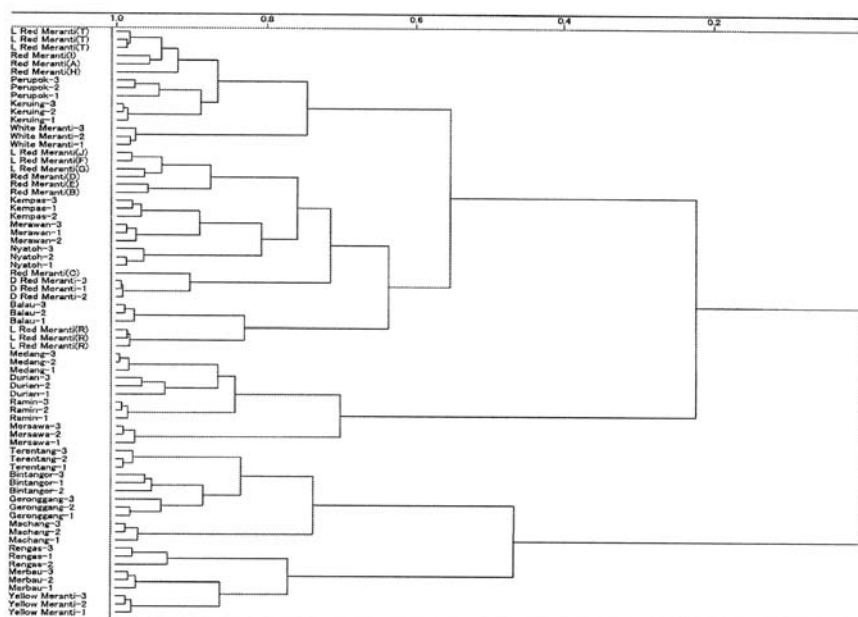 1.0 0.8 0.6 0.4 0.2
L Red Meranti(T)
L Red Meranti(T)
L Red Meranti(T)
Red Meranti(I)
Red Meranti(A)
Red Meranti(H)
Perupok-3
Perupok-2
Perupok-1
Keruing-3
Keruing-2
Keruing-1
White Meranti-3
White Meranti-2
White Meranti-1
L Red Meranti(J)
L Red Meranti(F)
L Red Meranti(G)
Red Meranti(D)
Red Meranti(E)
Red Meranti(B)
Kempas-3
Kempas-1
Kempas-2
Merawan-3
Merawan-1
Merawan-2
Nyatoh-3
Nyatoh-2
Nyatoh-1
Red Meranti(C)
D Red Meranti-3
D Red Meranti-1
D Red Meranti-2
Balau-3
Balau-2
Balau-1
L Red Meranti(R)
L Red Meranti(R)
L Red Meranti(R)
Medang-3
Medang-2
Medang-1
Durian-3
Durian-2
Durian-1
Ramin-3
Ramin-2
Ramin-1
Mersawa-3
Mersawa-2
Mersawa-1
Terentang-3
Terentang-2
Terentang-1
Bintangor-3
Bintangor-1
Bintangor-2
Geronggang-3
Geronggang-2
Geronggang-1
Machang-3
Machang-2
Machang-1
Rengas-3
Rengas-1
Rengas-2
Merbau-3
Merbau-2
Merbau-1
Yellow Meranti-3
Yellow Meranti-2
Yellow Meranti-1